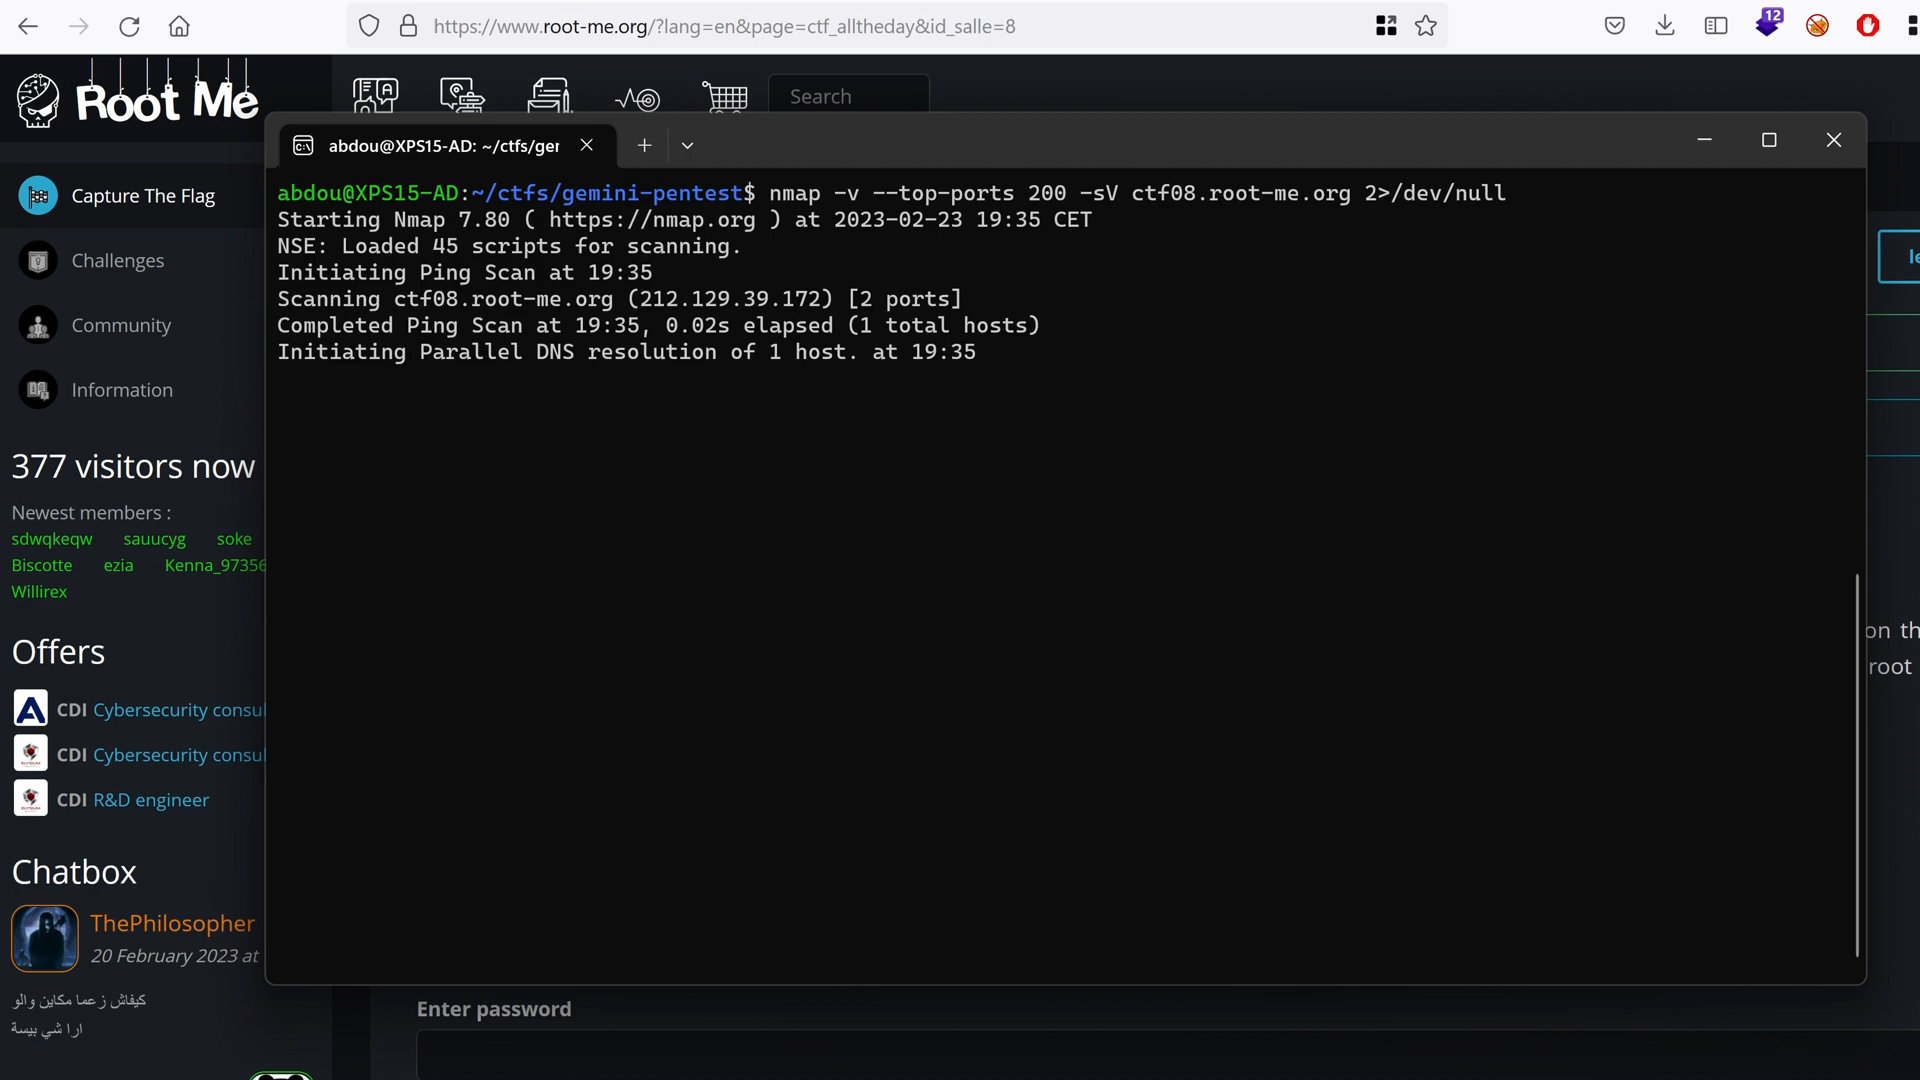 https://www.root-me.org/?lang=en&page=ctf_alltheday&id_salle=8
12
Root Me
Search
abdou@XPS15-AD: ~/ctfs/ger
abdou@XPS15-AD:~/ctfs/gemini-pentest$ nmap -v --top-ports 200 -sV ctf08.root-me.org 2>/dev/null
Starting Nmap 7.80 ( https://nmap.org ) at 2023-02-23 19:35 CET
NSE: Loaded 45 scripts for scanning.
Initiating Ping Scan at 19:35
Scanning ctf08.root-me.org (212.129.39.172) [2 ports]
Completed Ping Scan at 19:35, 0.02s elapsed (1 total hosts)
Initiating Parallel DNS resolution of 1 host. at 19:35
Capture The Flag
Challenges
Community
Information
377 visitors now
Newest members :
sdwqkeqw sauucyg soke
Biscotte ezia Kenna_97356
Willirex
Offers
CDI Cybersecurity consul
CDI Cybersecurity consul
CDI R&D engineer
Chatbox
ThePhilosopher
20 February 2023 at
كيفاش زعما مكاين والو
ارا شي بيسة
on th
root
Enter password